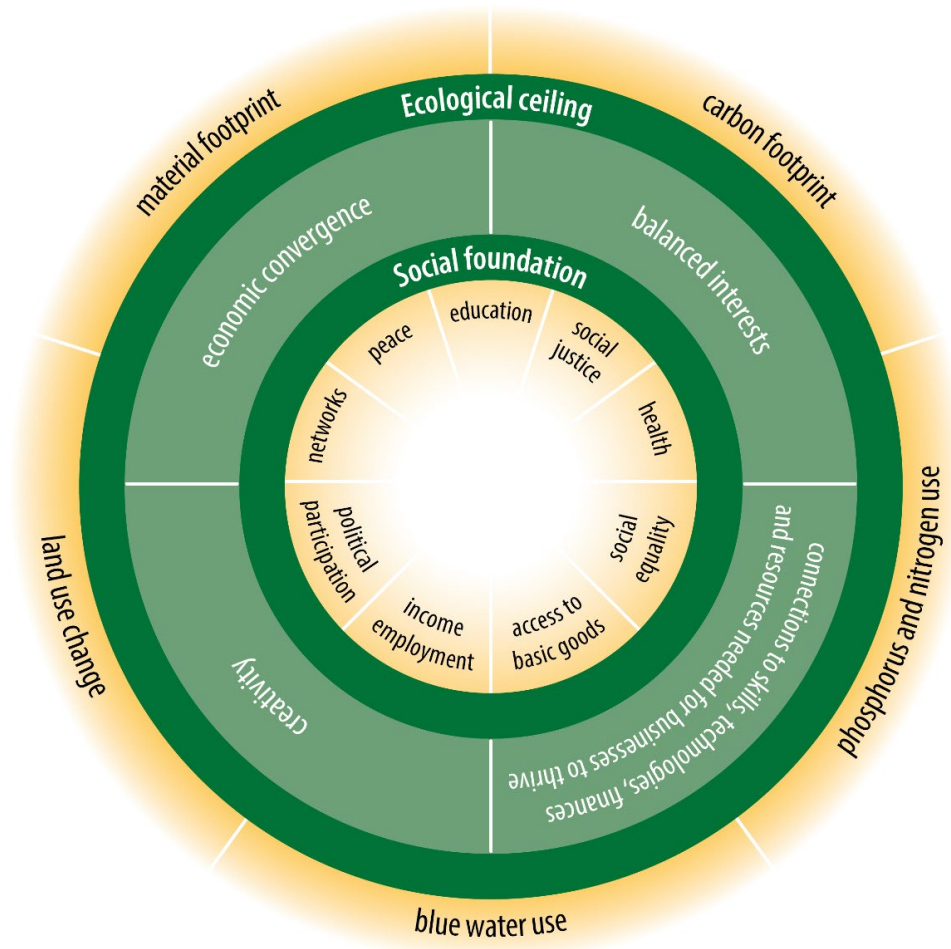 Ecological ceiling
material footprint
carbon footprint
phosphorus and nitrogen use
blue water use
land use change
economic convergence
balanced interests
connections to skills, technologies, finances
and resources needed for businesses to thrive
creativity
Social foundation
education
social
justice
health
social
equality
access to
basic goods
income
employment
political
participation
networks
peace